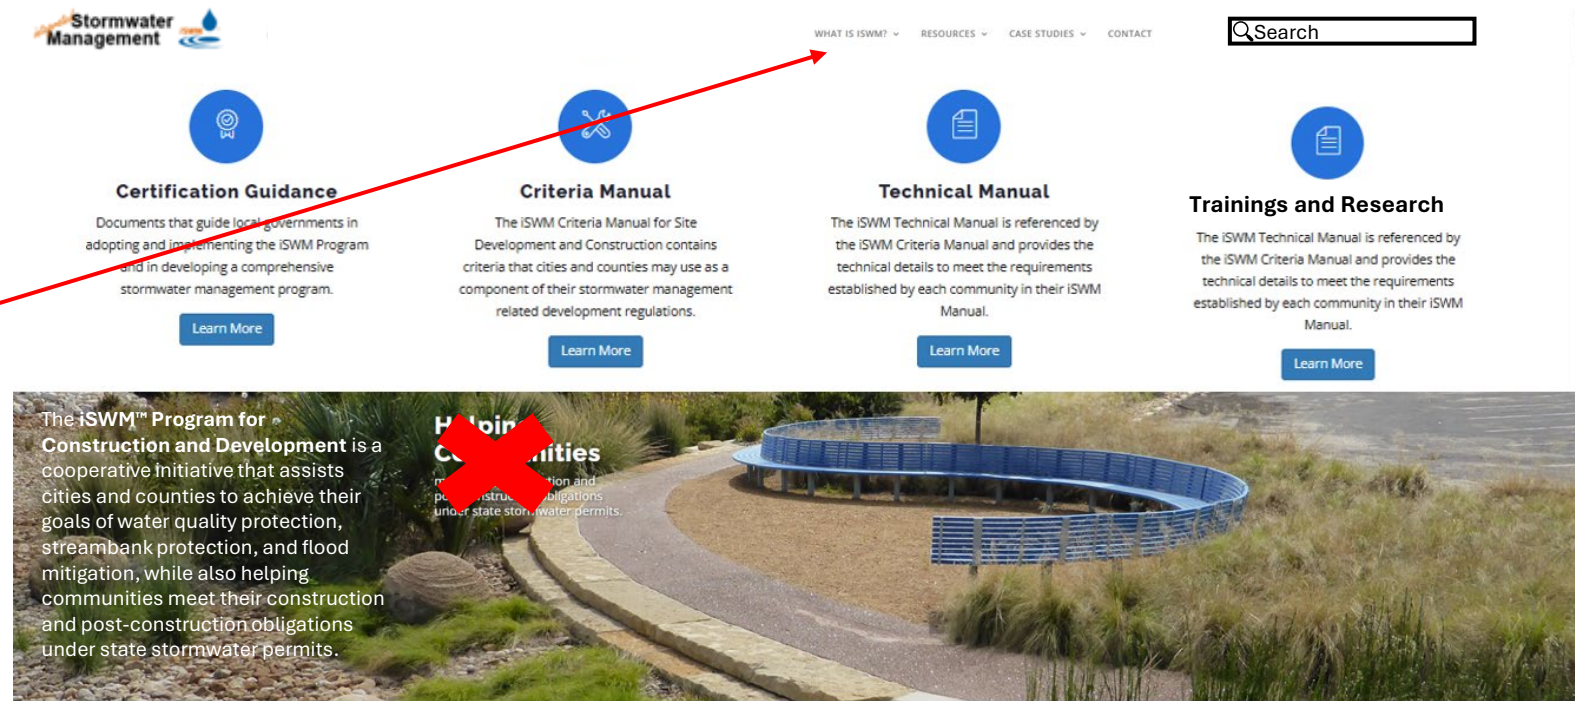 Stormwater
Management
WHAT IS ISWM?
RESOURCES
CASE STUDIES
CONTACT
Search
Certification Guidance
Documents that guide local governments in
adopting and implementing the iSWM Program
and in developing a comprehensive
stormwater management program.
Learn More
Criteria Manual
The iSWM Criteria Manual for Site
Development and Construction contains
criteria that cities and counties may use as a
component of their stormwater management
related development regulations.
Learn More
Technical Manual
The iSWM Technical Manual is referenced by
the iSWM Criteria Manual and provides the
technical details to meet the requirements
established by each community in their iSWM
Manual.
Learn More
Trainings and Research
The iSWM Technical Manual is referenced by
the iSWM Criteria Manual and provides the
technical details to meet the requirements
established by each community in their iSWM
Manual.
Learn More
The iSWM™ Program for
Construction and Development is a
cooperative initiative that assists
cities and counties to achieve their
goals of water quality protection,
streambank protection, and flood
mitigation, while also helping
communities meet their construction
and post-construction obligations
under state stormwater permits.
Helping
and
obligations
under state stormwater permits.